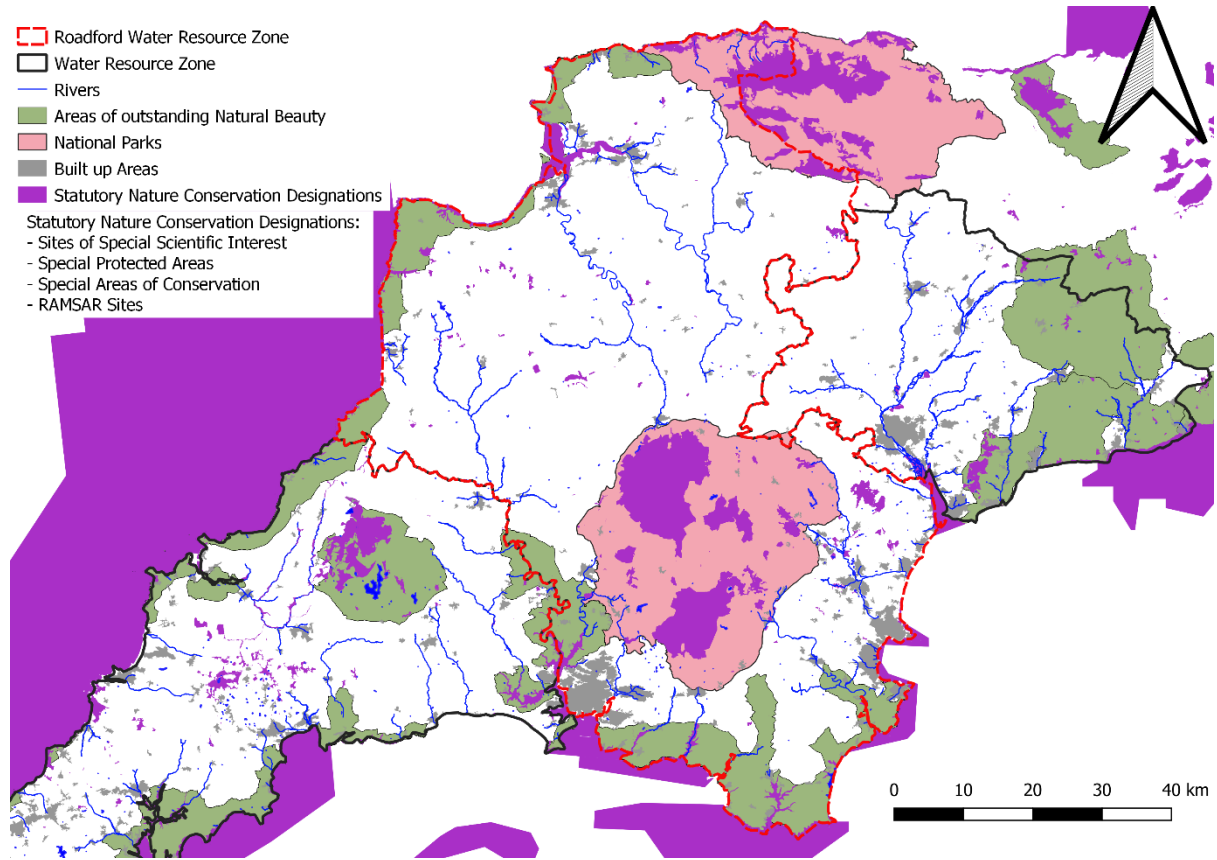 Roadford Water Resource Zone
Water Resource Zone
Rivers
Areas of outstanding Natural Beauty
National Parks
Built up Areas
Statutory Nature Conservation Designations
Statutory Nature Conservation Designations:
- Sites of Special Scientific Interest
- Special Protected Areas
- Special Areas of Conservation
- RAMSAR Sites
0 10 20 30 40 km